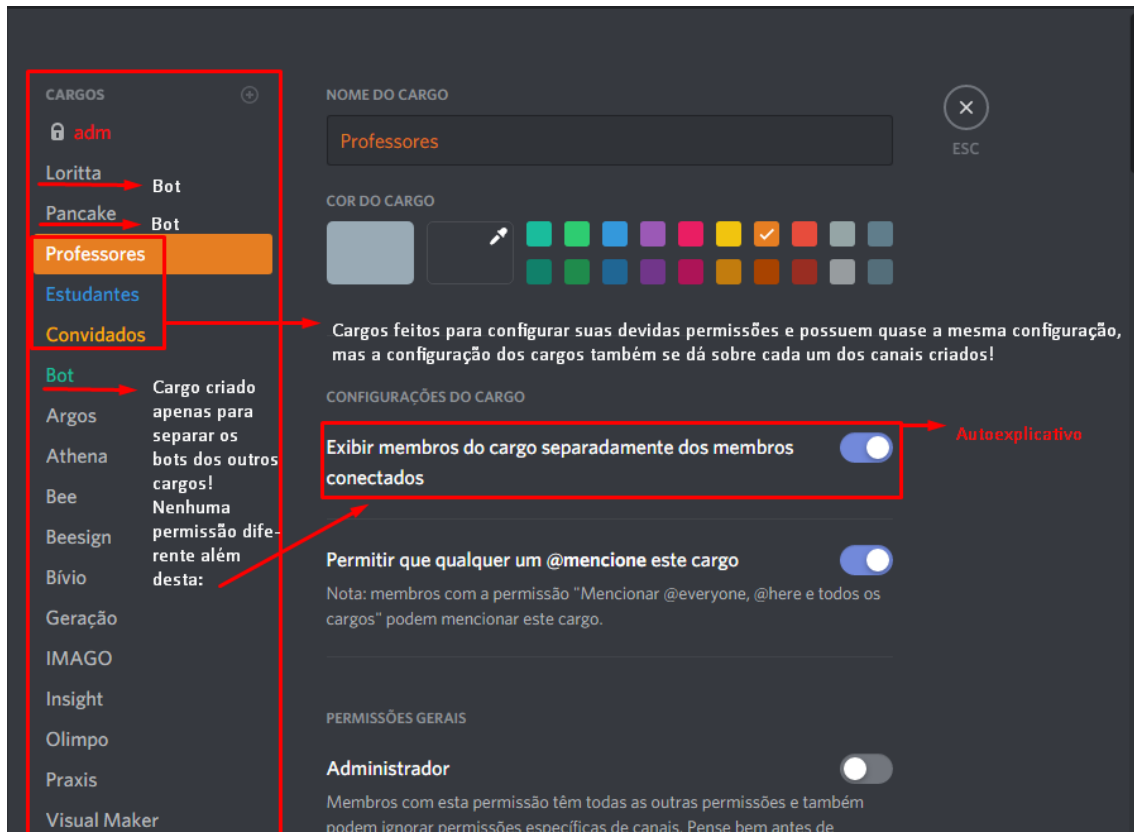 CARGOS
adm
Loritta
Bot
Pancake
Bot
Professores
Estudantes
Convidados
Bot
Cargo criado
apenas para
separar os
bots dos outros
cargos!
Nenhuma
permissão dife-
rente além
desta:
Argos
Athena
Bee
Beesign
Bívio
Geração
IMAGO
Insight
Olimpo
Praxis
Visual Maker
NOME DO CARGO
Professores
ESC
COR DO CARGO
Cargos feitos para configurar suas devidas permissões e possuem quase a mesma configuração,
mas a configuração dos cargos também se dá sobre cada um dos canais criados!
CONFIGURAÇÕES DO CARGO
Exibir membros do cargo separadamente dos membros
conectados
Autoexplicativo
Permitir que qualquer um @mencione este cargo
Nota: membros com a permissão "Mencionar @everyone, @here e todos os
cargos" podem mencionar este cargo.
PERMISSÕES GERAIS
Administrador
Membros com esta permissão têm todas as outras permissões e também
podem ignorar permissões específicas de canais. Pense bem antes de